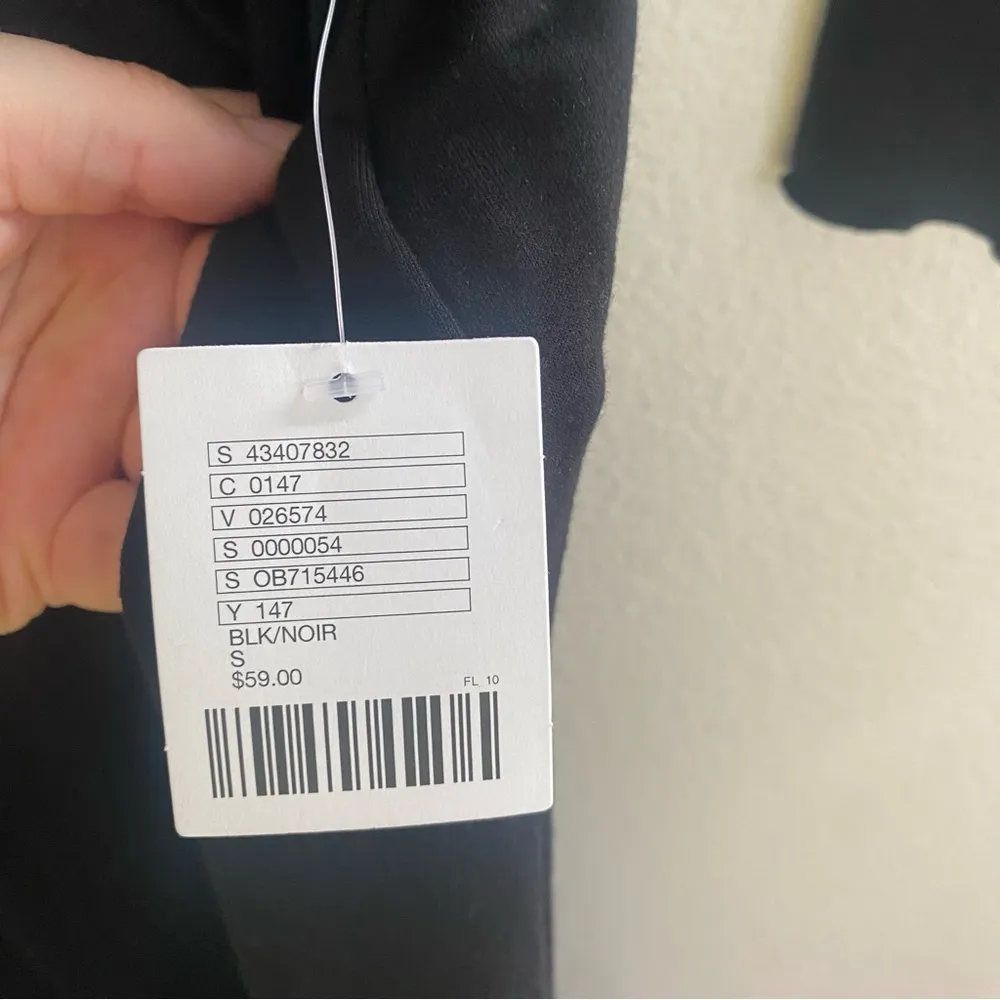 S 43407832
C 0147
V 026574
S 0000054
S OB715446
Y 147
BLK/NOIR
S
$59.00
FL 10